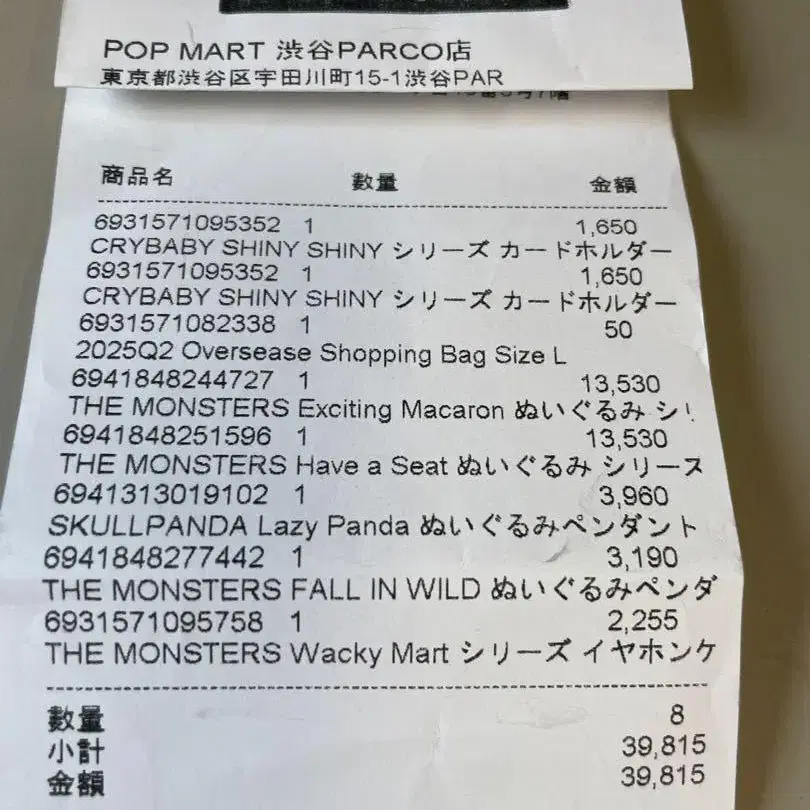 POP MART 渋谷PARCO店
東京都渋谷区宇田川町15-1渋谷PAR
商品名 數量 金額
6931571095352 1 1,650
CRYBABY SHINY SHINY シリーズ カードホルダー
6931571095352 1 1,650
CRYBABY SHINY SHINY シリーズ カードホルダー
6931571082338 1 50
2025Q2 Oversease Shopping Bag Size L
6941848244727 1 13,530
THE MONSTERS Exciting Macaron ぬいぐるみ シリ
6941848251596 1 13,530
THE MONSTERS Have a Seat ぬいぐるみ シリーズ
6941313019102 1 3,960
SKULLPANDA Lazy Panda ぬいぐるみペンダント
6941848277442 1 3,190
THE MONSTERS FALL IN WILD ぬいぐるみペンダ
6931571095758 1 2,255
THE MONSTERS Wacky Mart シリーズ イヤホンケ
數量 8
小計 39,815
金額 39,815